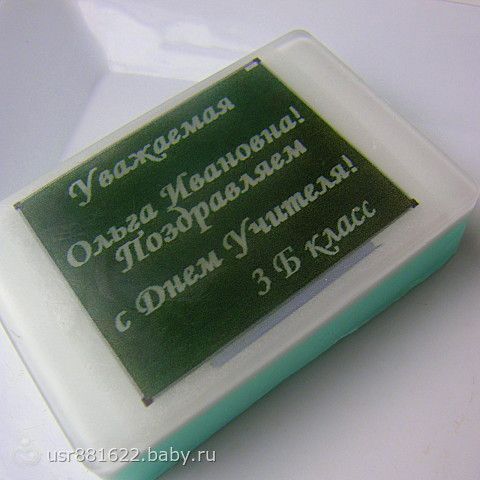 Уважаемая
Ольга Ивановна!
Поздравляем
с Днем Учителя!
3 Б класс
usr881622.baby.ru